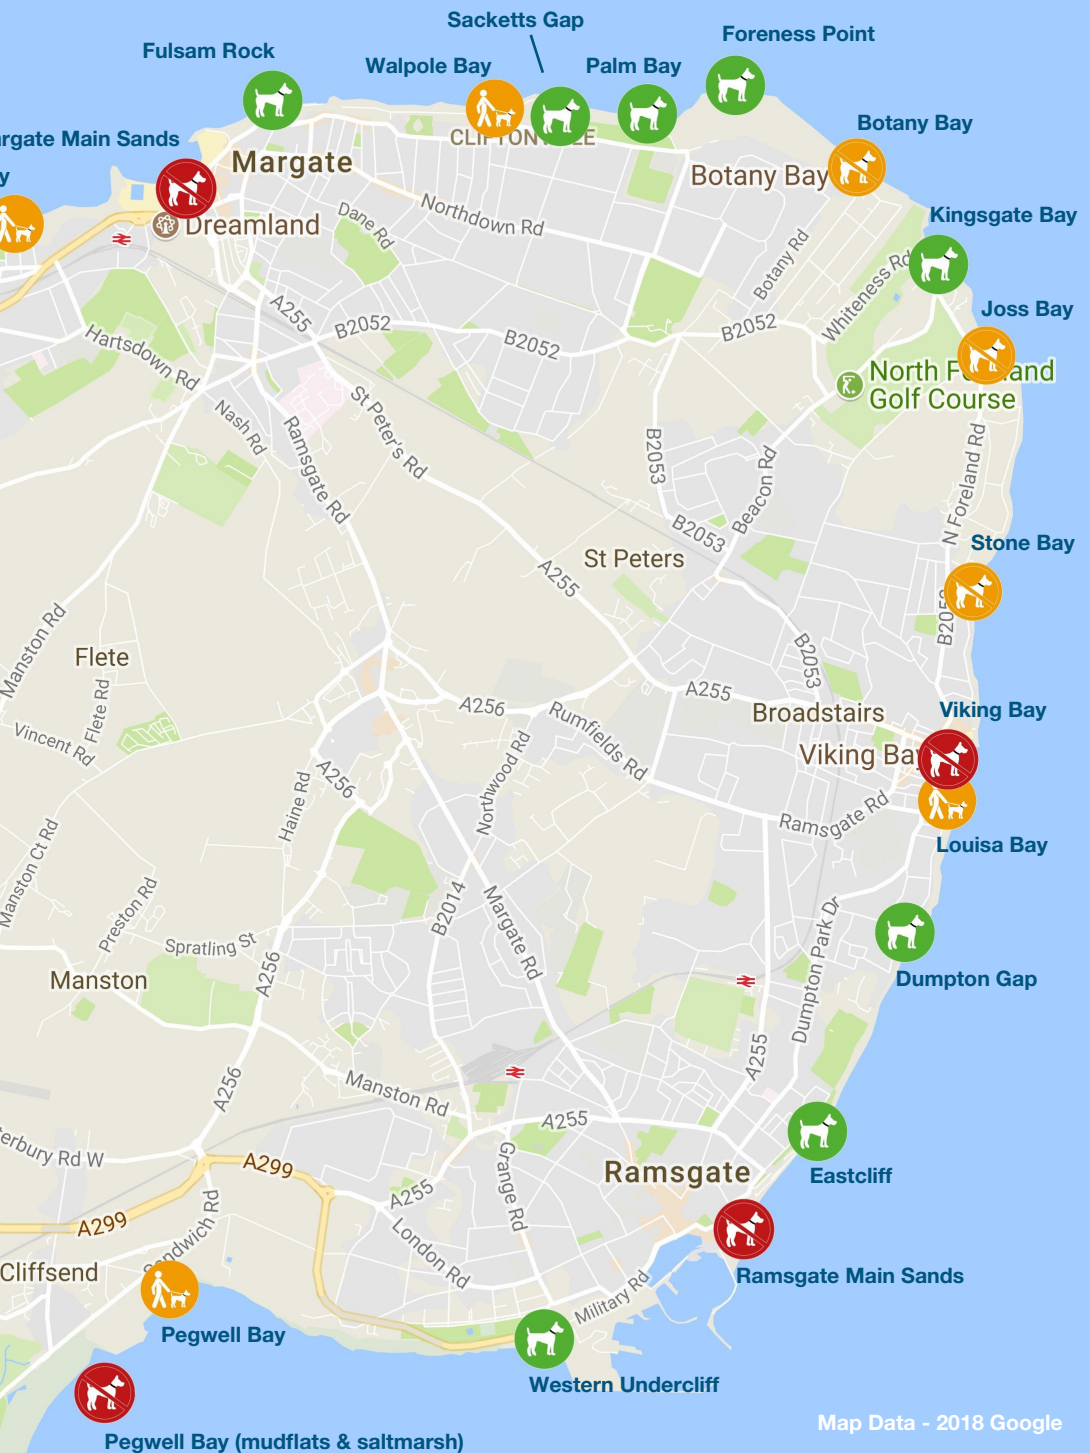 Sacketts Gap
Foreness Point
Fulsam Rock
Walpole Bay
Palm Bay
Botany Bay
rgate Main Sands
Margate
Botany Bay
y
Dreamland
Dane Rd
Northdown Rd
Kingsgate Bay
Botany Rd
Whiteness Rd
A255
B2052
B2052
B2052
Joss Bay
Hartsdown Rd
North F
and
Golf Course
Nash Rd
Ramsgate Rd
St Peter's Rd
B2053
Beacon Rd
N Foreland Rd
B2053
Stone Bay
St Peters
A255
Manston Rd
Flete
B2053
A255
Flete Rd
Vincent Rd
A256
Rumfields Rd
Broadstairs
Viking Bay
Viking Bay
A256
Haine Rd
Northwood Rd
Ramsgate Rd
Louisa Bay
Manston Ct Rd
Preston Rd
B2014
Margate Rd
Dumpton Park Dr
Spratling St
A256
Manston
Dumpton Gap
A255
A256
Manston Rd
A255
erbury Rd W
A299
Grange Rd
Ramsgate
Eastcliff
A255
A299
Sandwich Rd
London Rd
Cliffsend
Military Rd
Ramsgate Main Sands
Pegwell Bay
Western Undercliff
Map Data - 2018 Google
Pegwell Bay (mudflats & saltmarsh)